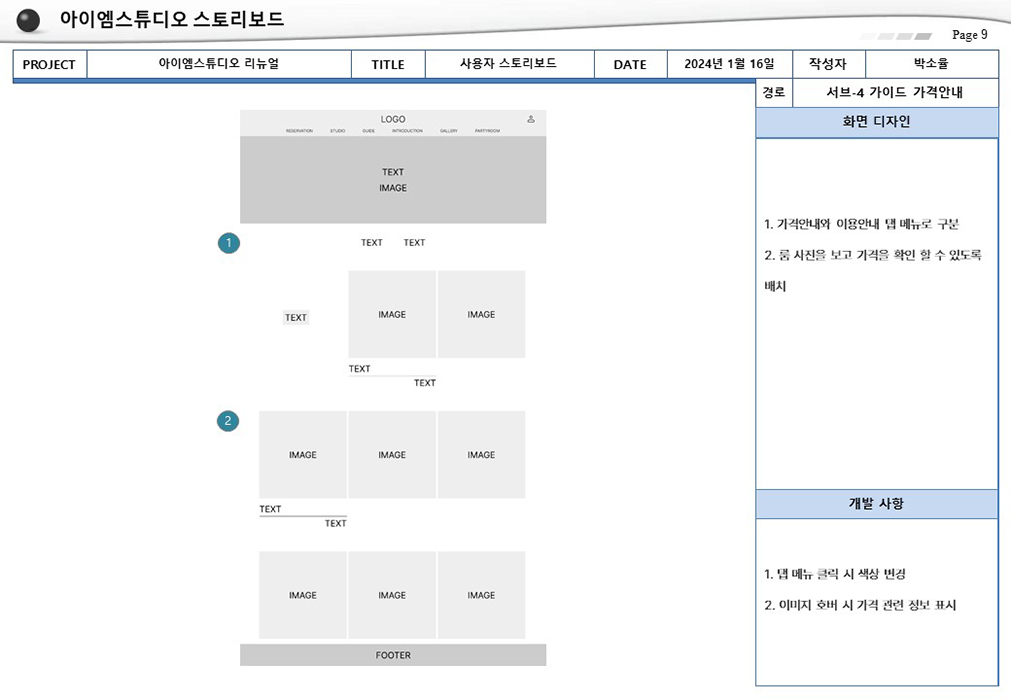 아이엠스튜디오 스토리보드
Page 9
PROJECT 아이엠스튜디오 리뉴얼 TITLE 사용자 스토리보드 DATE 2024년 1월 16일 작성자 박소율
경로 서브-4 가이드 가격안내
화면 디자인
LOGO
RESERVATION STUDIO GUIDE INTRODUCTION GALLERY PARTYROOM
TEXT
IMAGE
1
TEXT TEXT
TEXT
IMAGE IMAGE
TEXT
TEXT
2
IMAGE IMAGE IMAGE
TEXT
TEXT
IMAGE IMAGE IMAGE
FOOTER
1. 가격안내와 이용안내 탭 메뉴로 구분
2. 룸 사진을 보고 가격을 확인 할 수 있도록
배치
개발 사항
1. 탭 메뉴 클릭 시 색상 변경
2. 이미지 호버 시 가격 관련 정보 표시